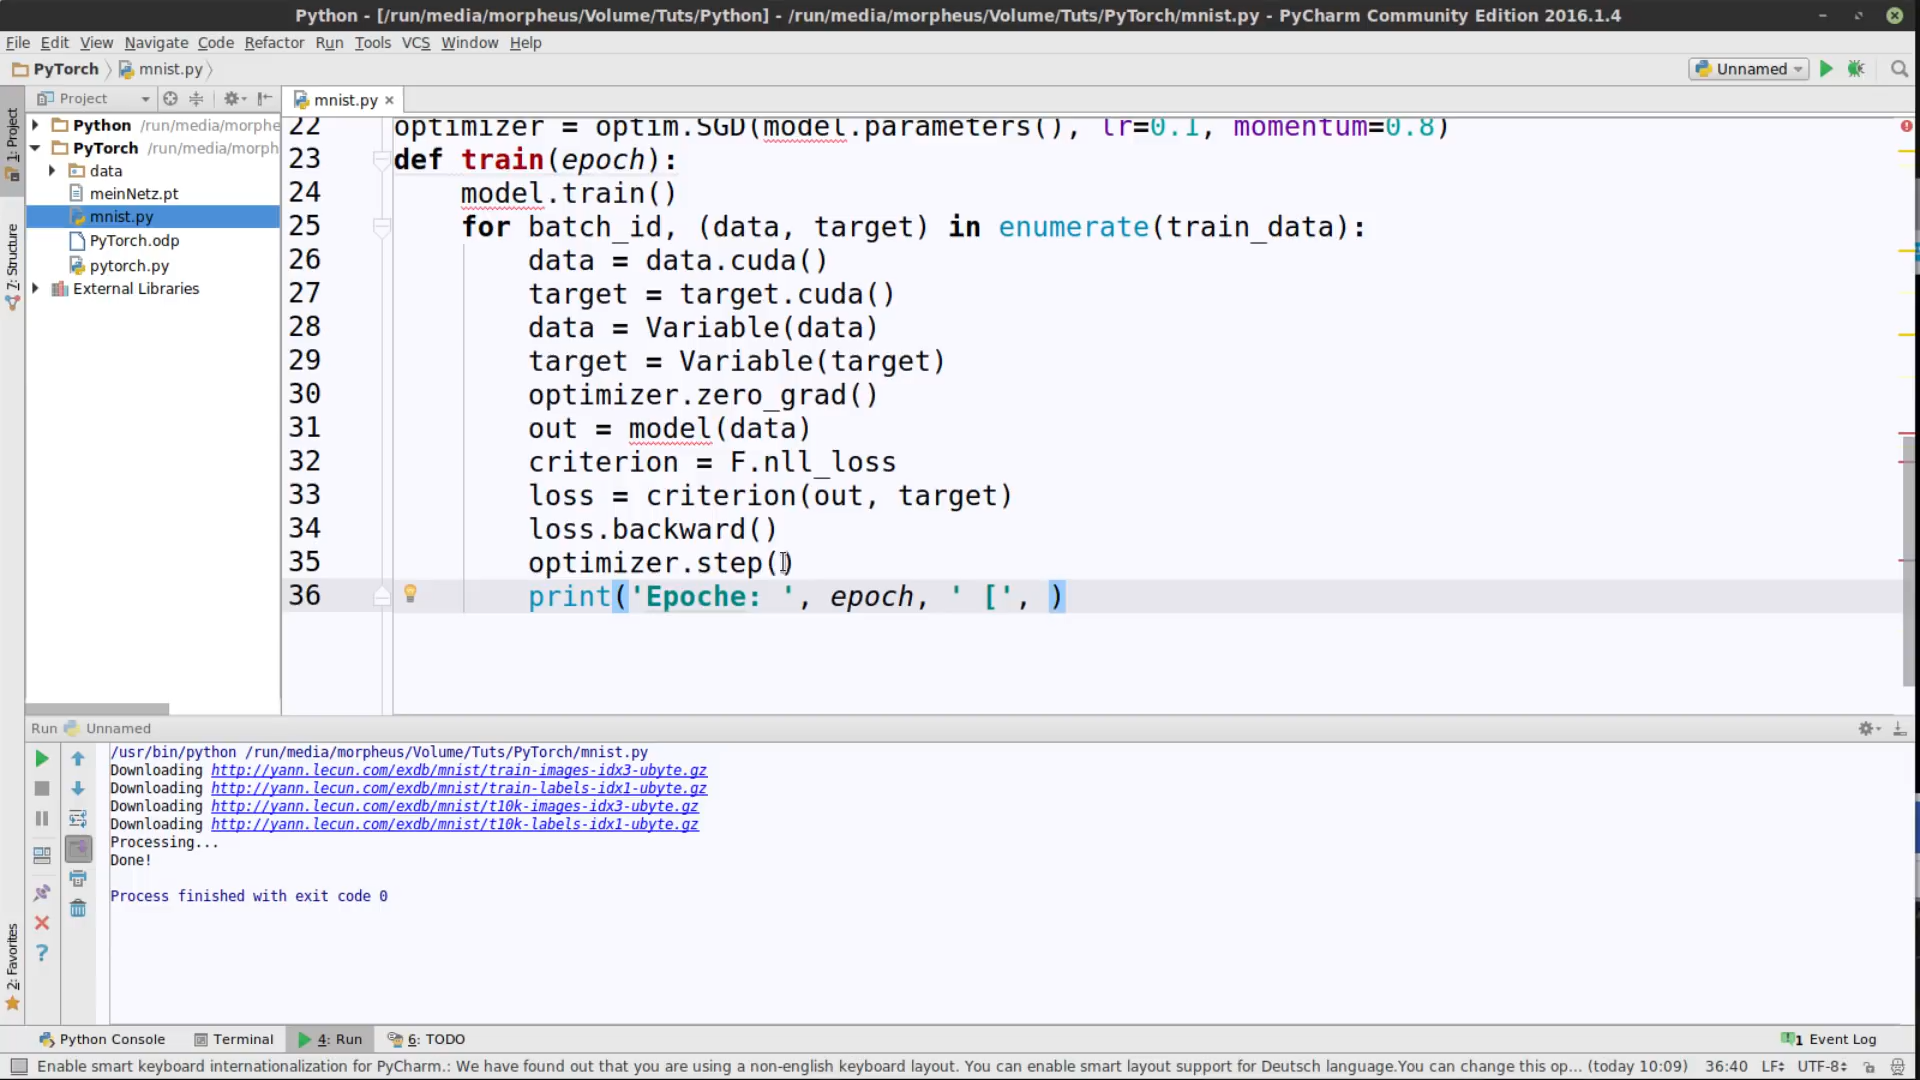 Python - [/run/media/morpheus/Volume/Tuts/Python] - /run/media/morpheus/Volume/Tuts/PyTorch/mnist.py - PyCharm Community Edition 2016.1.4
File Edit View Navigate Code Refactor Run Tools VCS Window Help
PyTorch mnist.py Unnamed
1: Project
7: Structure
2: Favorites
Project
Python /run/media/morphe
PyTorch /run/media/morph
data
meinNetz.pt
mnist.py
PyTorch.odp
pytorch.py
External Libraries
mnist.py
22 optimizer = optim.SGD(model.parameters(), lr=0.1, momentum=0.8)
23 def train(epoch):
24     model.train()
25     for batch_id, (data, target) in enumerate(train_data):
26         data = data.cuda()
27         target = target.cuda()
28         data = Variable(data)
29         target = Variable(target)
30         optimizer.zero_grad()
31         out = model(data)
32         criterion = F.nll_loss
33         loss = criterion(out, target)
34         loss.backward()
35         optimizer.step()
36         print('Epoche: ', epoch, ' [', )
Run Unnamed
/usr/bin/python /run/media/morpheus/Volume/Tuts/PyTorch/mnist.py
Downloading http://yann.lecun.com/exdb/mnist/train-images-idx3-ubyte.gz
Downloading http://yann.lecun.com/exdb/mnist/train-labels-idx1-ubyte.gz
Downloading http://yann.lecun.com/exdb/mnist/t10k-images-idx3-ubyte.gz
Downloading http://yann.lecun.com/exdb/mnist/t10k-labels-idx1-ubyte.gz
Processing...
Done!
Process finished with exit code 0
Python Console Terminal 4: Run 6: TODO 1 Event Log
Enable smart keyboard internationalization for PyCharm.: We have found out that you are using a non-english keyboard layout. You can enable smart layout support for Deutsch language.You can change this op... (today 10:09) 36:40 LF UTF-8